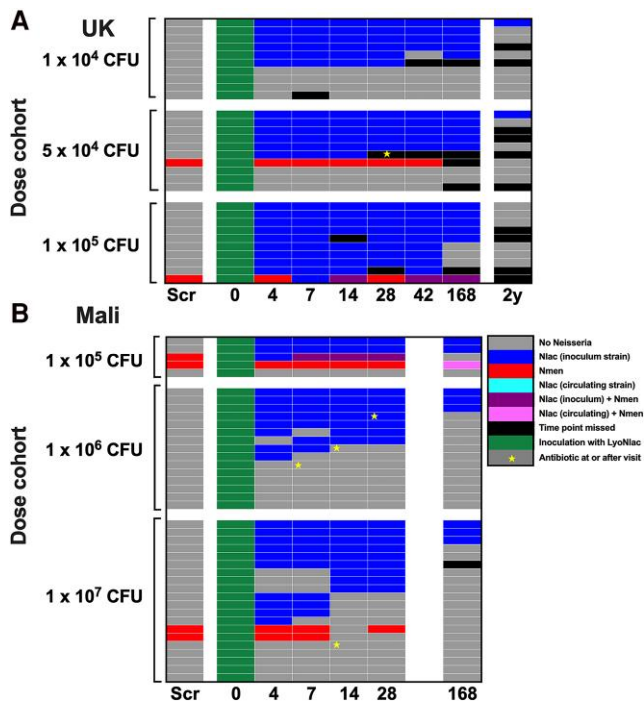 A
UK
1 x 10⁴ CFU
5 x 10⁴ CFU
1 x 10⁵ CFU
Dose cohort
Scr 0 4 7 14 28 42 168 2y
B Mali
1 x 10⁵ CFU
1 x 10⁶ CFU
1 x 10⁷ CFU
Dose cohort
Scr 0 4 7 14 28 168
No Neisseria
Nlac (inoculum strain)
Nmen
Nlac (circulating strain)
Nlac (inoculum) + Nmen
Nlac (circulating) + Nmen
Time point missed
Inoculation with LyoNlac
Antibiotic at or after visit